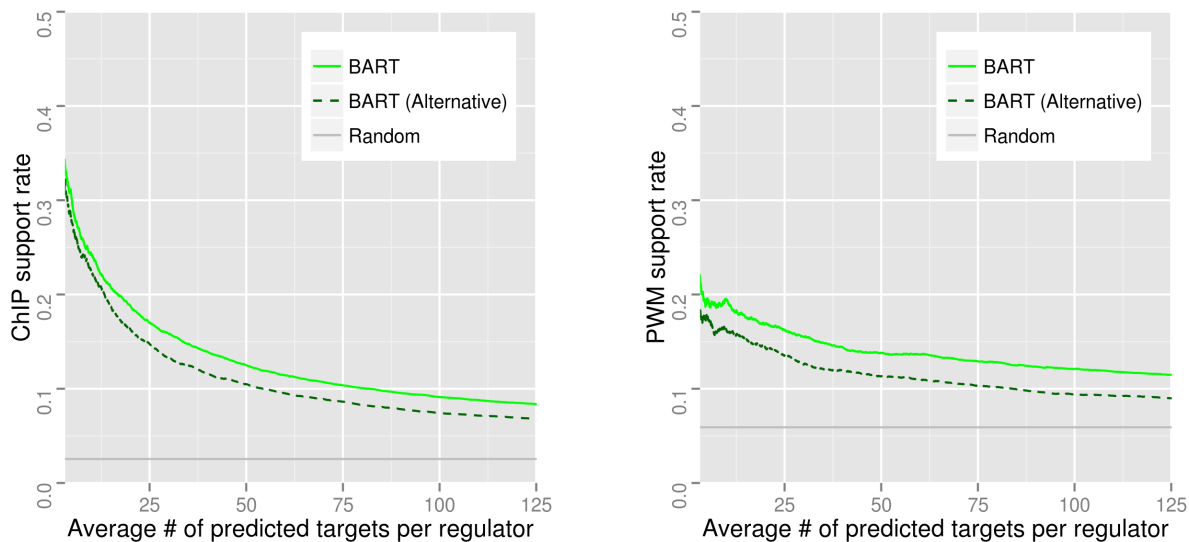 ChIP support rate
0.5
0.4
0.3
0.2
0.1
0.0
BART
BART (Alternative)
Random
25
50
75
100
125
Average # of predicted targets per regulator
PWM support rate
0.5
0.4
0.3
0.2
0.1
0.0
BART
BART (Alternative)
Random
25
50
75
100
125
Average # of predicted targets per regulator